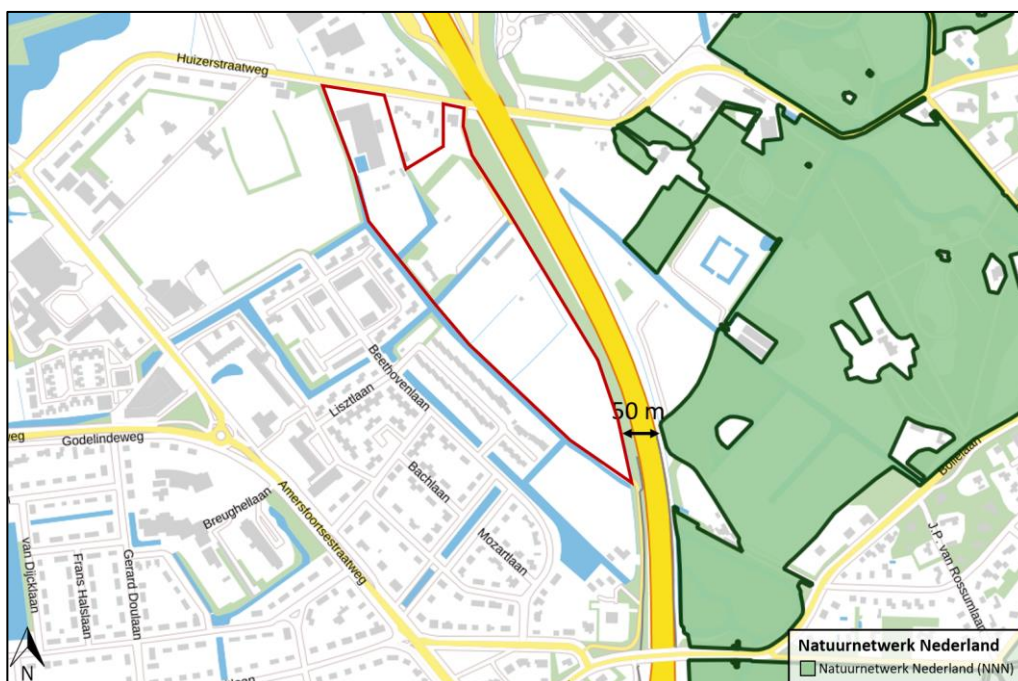 Huizerstraatweg
50 m
Beethovenlaan
Lisztlaan
weg
Godelindeweg
Bachlaan
Breughellaan
Amersfoortsestraatweg
Mozartlaan
van Dijcklaan
Frans Halslaan
Gerard Doulaan
J.P. van Rossumlaan
N
Natuurnetwerk Nederland
Natuurnetwerk Nederland (NNN)